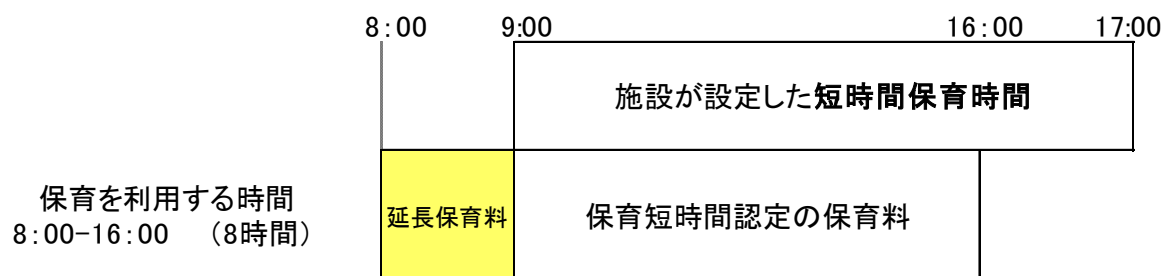 8:00 9:00 16:00 17:00
施設が設定した短時間保育時間
保育を利用する時間
8:00-16:00 （8時間）
延長保育料
保育短時間認定の保育料